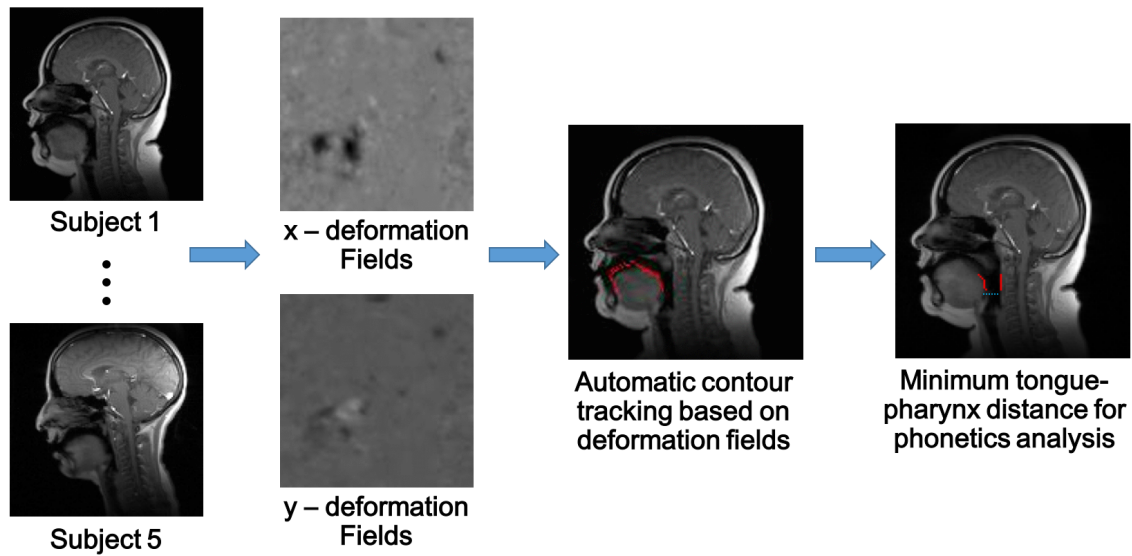 Subject 1
Subject 5
x – deformation
Fields
y – deformation
Fields
Automatic contour
tracking based on
deformation fields
Minimum tongue-
pharynx distance for
phonetics analysis